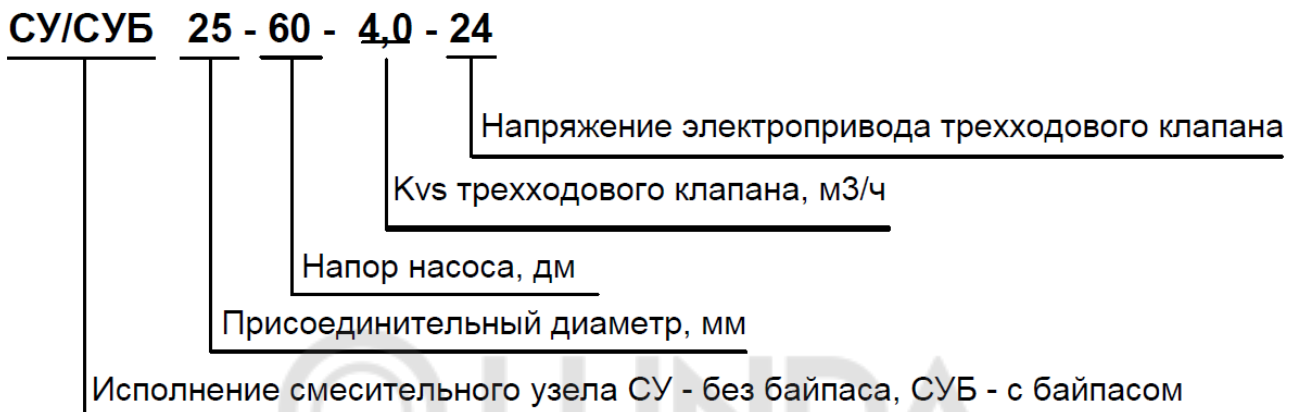 СУ/СУБ 25 - 60 - 4,0 - 24
Напряжение электропривода трехходового клапана
Kvs трехходового клапана, м3/ч
Напор насоса, дм
Присоединительный диаметр, мм
Исполнение смесительного узла СУ - без байпаса, СУБ - с байпасом
LUNDA